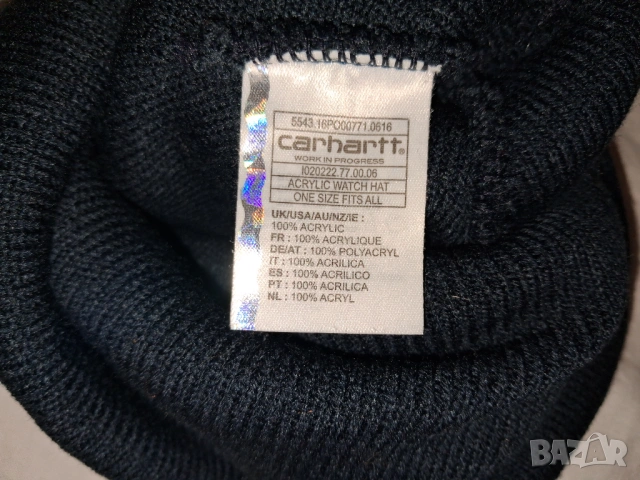 5543.16PO00771.0616
carhartt®
WORK IN PROGRESS
I020222.77.00.06
ACRYLIC WATCH HAT
ONE SIZE FITS ALL
UK/USA/AU/NZ/IE :
100% ACRYLIC
FR : 100% ACRYLIQUE
DE/AT : 100% POLYACRYL
IT : 100% ACRILICA
ES : 100% ACRILICO
PT : 100% ACRILICA
NL : 100% ACRYL
BAZAR